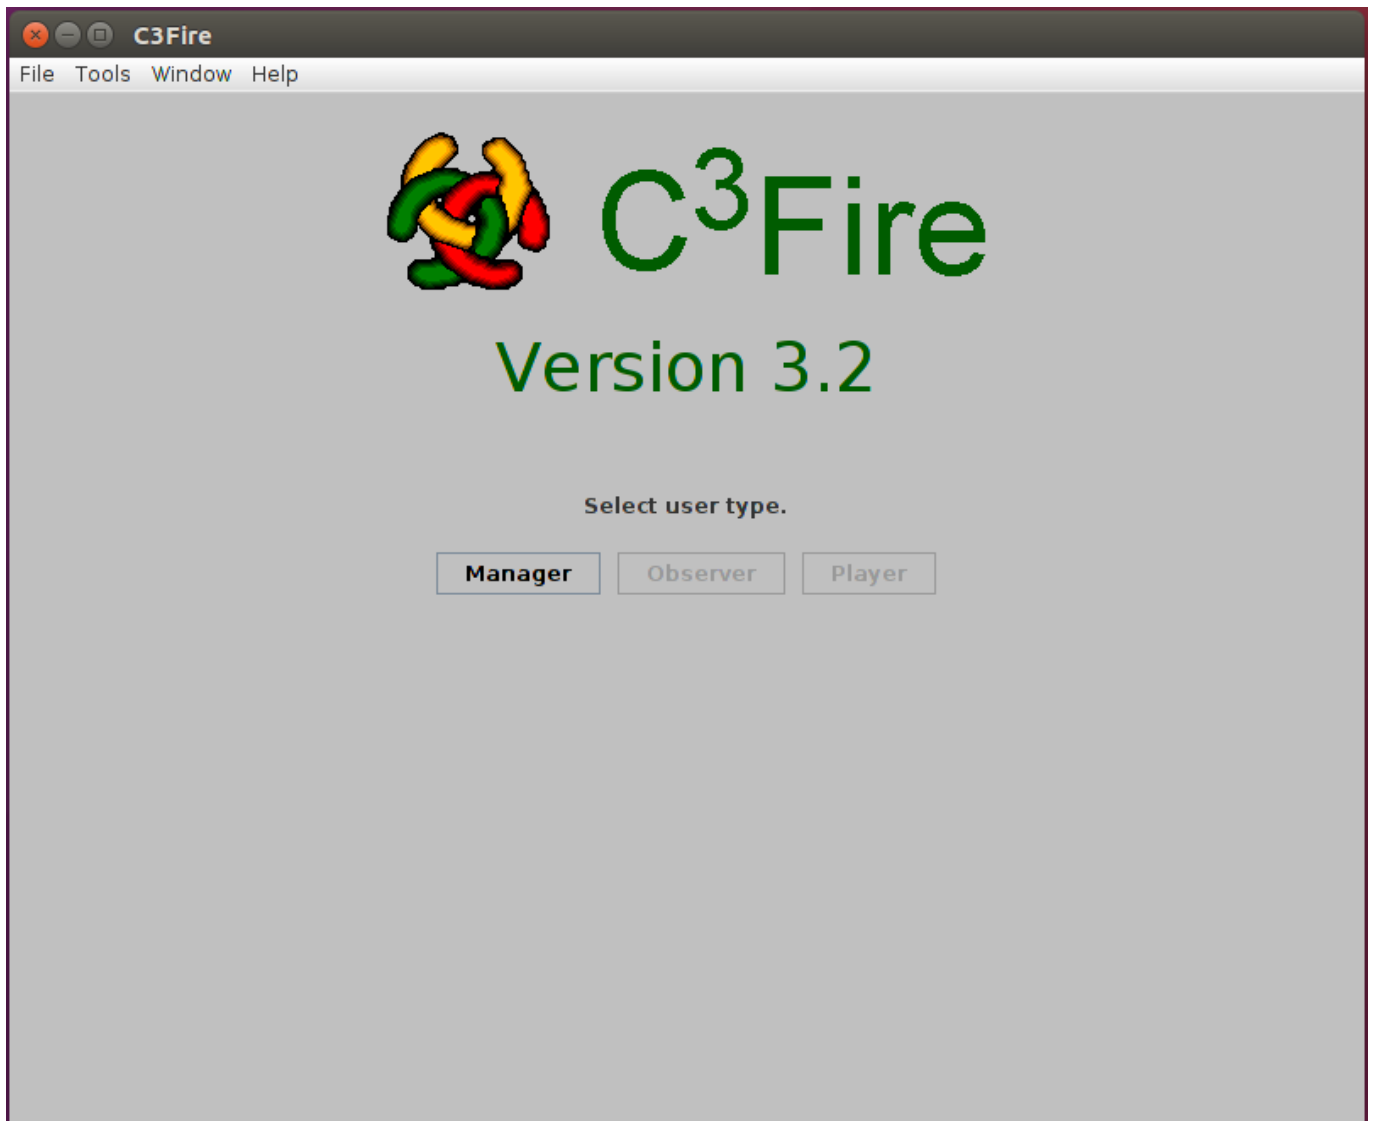 C3Fire
File Tools Window Help
C3Fire
Version 3.2
Select user type.
Manager Observer Player